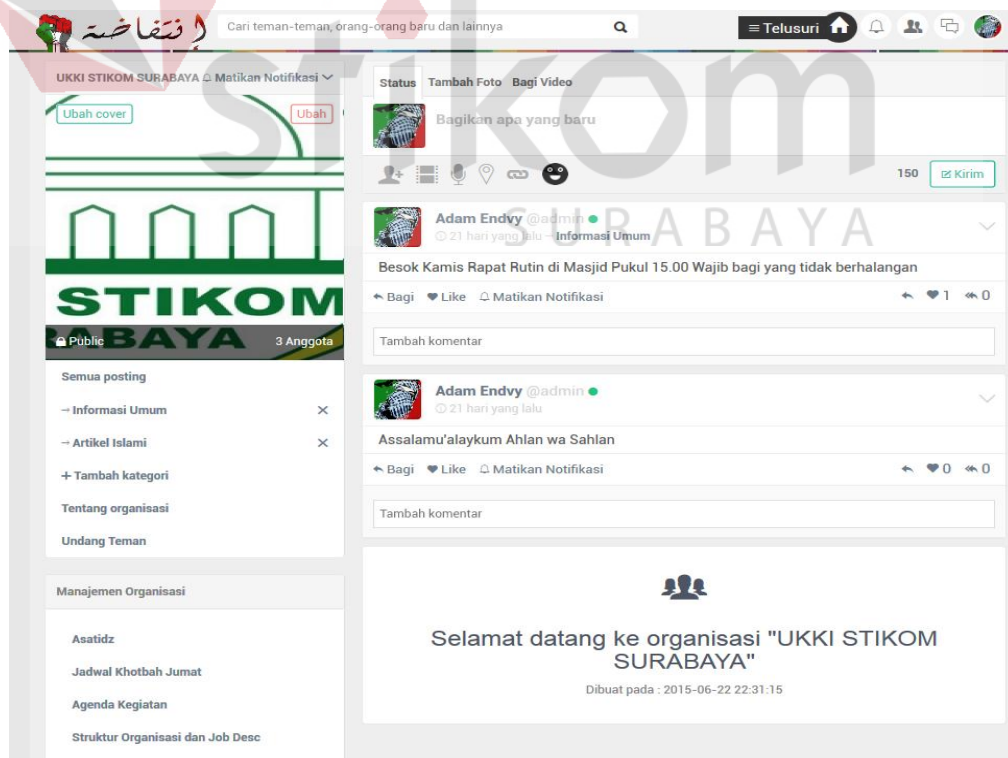 إنتفاضة
Cari teman-teman, orang-orang baru dan lainnya
Telusuri
UKKI STIKOM SURABAYA Matikan Notifikasi
Ubah cover
Ubah
STIKOM
RABAYA
Public
3 Anggota
Semua posting
→ Informasi Umum ×
→ Artikel Islami ×
+ Tambah kategori
Tentang organisasi
Undang Teman
Manajemen Organisasi
Asatidz
Jadwal Khotbah Jumat
Agenda Kegiatan
Struktur Organisasi dan Job Desc
Status Tambah Foto Bagi Video
Bagikan apa yang baru
150 Kirim
Adam Endvy @admin
21 hari yang lalu → Informasi Umum
Besok Kamis Rapat Rutin di Masjid Pukul 15.00 Wajib bagi yang tidak berhalangan
Bagi Like Matikan Notifikasi 1 0
Tambah komentar
Adam Endvy @admin
21 hari yang lalu
Assalamu'alaykum Ahlan wa Sahlan
Bagi Like Matikan Notifikasi 0 0
Tambah komentar
Selamat datang ke organisasi "UKKI STIKOM
SURABAYA"
Dibuat pada : 2015-06-22 22:31:15
stikom
SURABAYA